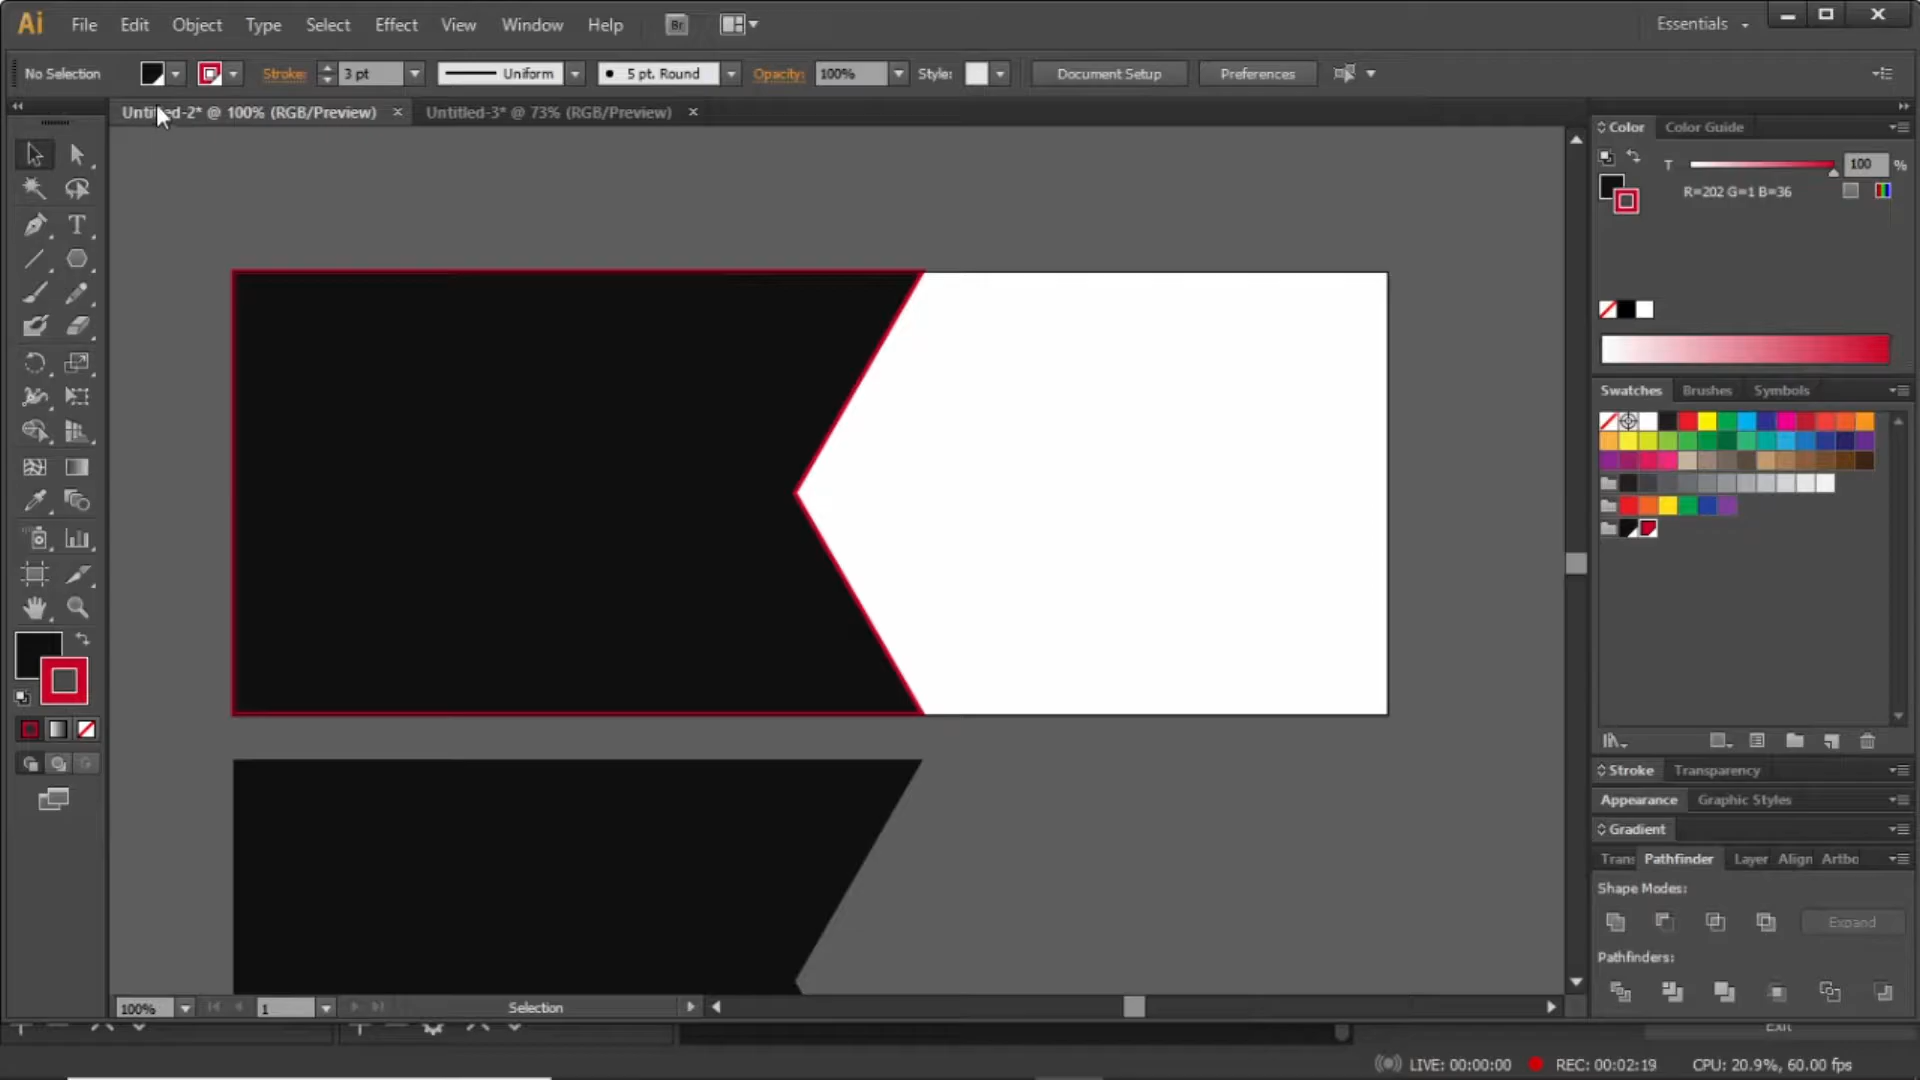 Ai File Edit Object Type Select Effect View Window Help Br Essentials
No Selection Stroke: 3 pt Uniform 5 pt. Round Opacity: 100% Style: Document Setup Preferences
Untitled-2* @ 100% (RGB/Preview) × Untitled-3* @ 73% (RGB/Preview) ×
Color Color Guide
T 100 %
R=202 G=1 B=36
Swatches Brushes Symbols
Stroke Transparency
Appearance Graphic Styles
Gradient
Trans Pathfinder Layer Align Artbo
Shape Modes:
Expand
Pathfinders:
100% 1 Selection
Exit
LIVE: 00:00:00 REC: 00:02:19 CPU: 20.9%, 60.00 fps